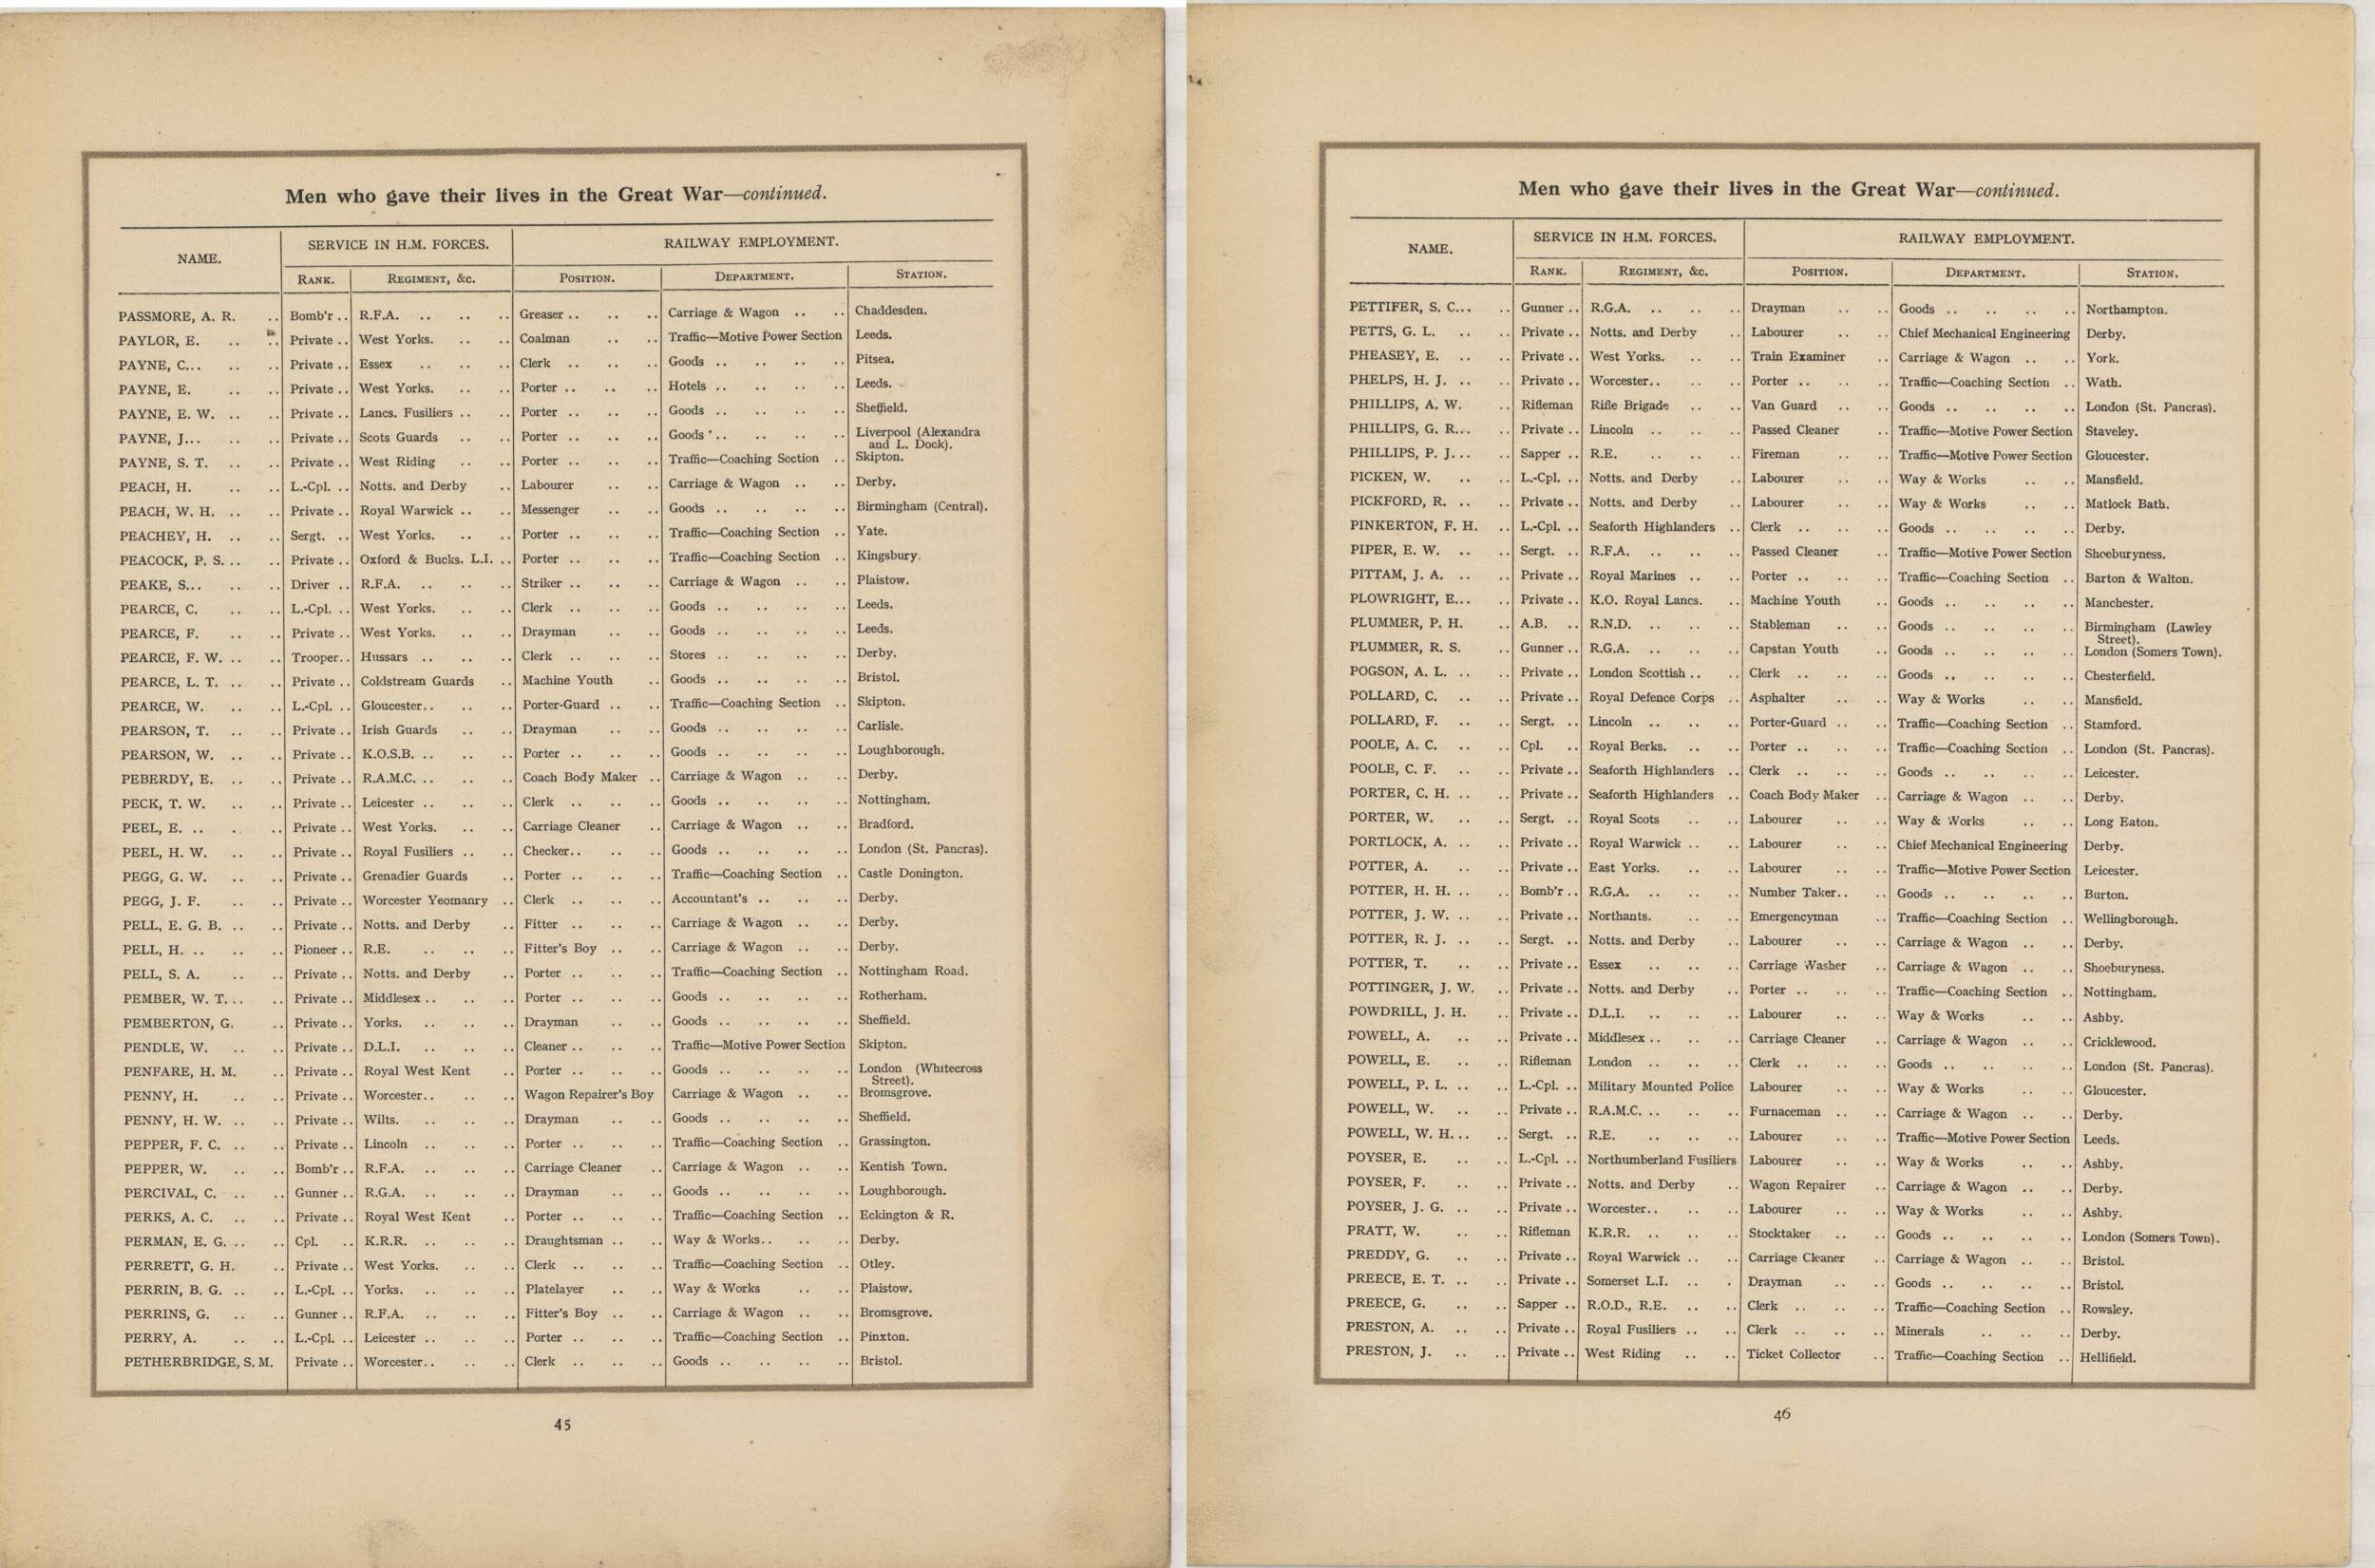 Men who gave their lives in the Great War—continued.
NAME. SERVICE IN H.M. FORCES. RAILWAY EMPLOYMENT.
RANK. REGIMENT, &c. POSITION. DEPARTMENT. STATION.
PASSMORE, A. R. .. Bomb'r .. R.F.A. .. .. .. Greaser .. .. .. Carriage & Wagon .. .. Chaddesden.
PAYLOR, E. .. .. Private .. West Yorks. .. .. Coalman .. .. Traffic—Motive Power Section Leeds.
PAYNE, C... .. .. Private .. Essex .. .. .. Clerk .. .. .. Goods .. .. .. .. Pitsea.
PAYNE, E. .. .. Private .. West Yorks. .. .. Porter .. .. .. Hotels .. .. .. .. Leeds.
PAYNE, E. W. .. .. Private .. Lancs. Fusiliers .. .. Porter .. .. .. Goods .. .. .. .. Sheffield.
PAYNE, J... .. .. Private .. Scots Guards .. .. Porter .. .. .. Goods .. .. .. .. Liverpool (Alexandra
and L. Dock).
PAYNE, S. T. .. .. Private .. West Riding .. .. Porter .. .. .. Traffic—Coaching Section .. Skipton.
PEACH, H. .. .. L.-Cpl. .. Notts. and Derby .. Labourer .. .. Carriage & Wagon .. .. Derby.
PEACH, W. H. .. .. Private .. Royal Warwick .. .. Messenger .. .. Goods .. .. .. .. Birmingham (Central).
PEACHEY, H. .. .. Sergt. .. West Yorks. .. .. Porter .. .. .. Traffic—Coaching Section .. Yate.
PEACOCK, P. S... .. Private .. Oxford & Bucks. L.I. .. Porter .. .. .. Traffic—Coaching Section .. Kingsbury.
PEAKE, S... .. .. Driver .. R.F.A. .. .. .. Striker .. .. .. Carriage & Wagon .. .. Plaistow.
PEARCE, C. .. .. L.-Cpl. .. West Yorks. .. .. Clerk .. .. .. Goods .. .. .. .. Leeds.
PEARCE, F. .. .. Private .. West Yorks. .. .. Drayman .. .. Goods .. .. .. .. Leeds.
PEARCE, F. W. .. .. Trooper.. Hussars .. .. .. Clerk .. .. .. Stores .. .. .. .. Derby.
PEARCE, L. T. .. .. Private .. Coldstream Guards .. Machine Youth .. Goods .. .. .. .. Bristol.
PEARCE, W. .. .. L.-Cpl. .. Gloucester.. .. .. Porter-Guard .. .. Traffic—Coaching Section .. Skipton.
PEARSON, T. .. .. Private .. Irish Guards .. .. Drayman .. .. Goods .. .. .. .. Carlisle.
PEARSON, W. .. .. Private .. K.O.S.B. .. .. .. Porter .. .. .. Goods .. .. .. .. Loughborough.
PEBERDY, E. .. .. Private .. R.A.M.C. .. .. .. Coach Body Maker .. Carriage & Wagon .. .. Derby.
PECK, T. W. .. .. Private .. Leicester .. .. .. Clerk .. .. .. Goods .. .. .. .. Nottingham.
PEEL, E. .. . .. Private .. West Yorks. .. .. Carriage Cleaner .. Carriage & Wagon .. .. Bradford.
PEEL, H. W. .. .. Private .. Royal Fusiliers .. .. Checker.. .. .. Goods .. .. .. .. London (St. Pancras).
PEGG, G. W. .. .. Private .. Grenadier Guards .. Porter .. .. .. Traffic—Coaching Section .. Castle Donington.
PEGG, J. F. .. .. Private .. Worcester Yeomanry .. Clerk .. .. .. Accountant's .. .. .. Derby.
PELL, E. G. B. .. .. Private .. Notts. and Derby .. Fitter .. .. .. Carriage & Wagon .. .. Derby.
PELL, H. .. .. .. Pioneer .. R.E. .. .. .. Fitter's Boy .. .. Carriage & Wagon .. .. Derby.
PELL, S. A. .. .. Private .. Notts. and Derby .. Porter .. .. .. Traffic—Coaching Section .. Nottingham Road.
PEMBER, W. T... .. Private .. Middlesex .. .. .. Porter .. .. .. Goods .. .. .. .. Rotherham.
PEMBERTON, G. .. Private .. Yorks. .. .. .. Drayman .. .. Goods .. .. .. .. Sheffield.
PENDLE, W. .. .. Private .. D.L.I. .. .. .. Cleaner .. .. .. Traffic—Motive Power Section Skipton.
PENFARE, H. M. .. Private .. Royal West Kent .. Porter .. .. .. Goods .. .. .. .. London (Whitecross
Street).
PENNY, H. .. .. Private .. Worcester.. .. .. Wagon Repairer's Boy Carriage & Wagon .. .. Bromsgrove.
PENNY, H. W. .. .. Private .. Wilts. .. .. .. Drayman .. .. Goods .. .. .. .. Sheffield.
PEPPER, F. C. .. .. Private .. Lincoln .. .. .. Porter .. .. .. Traffic—Coaching Section .. Grassington.
PEPPER, W. .. .. Bomb'r .. R.F.A. .. .. .. Carriage Cleaner .. Carriage & Wagon .. .. Kentish Town.
PERCIVAL, C. .. .. Gunner .. R.G.A. .. .. .. Drayman .. .. Goods .. .. .. .. Loughborough.
PERKS, A. C. .. .. Private .. Royal West Kent .. Porter .. .. .. Traffic—Coaching Section .. Eckington & R.
PERMAN, E. G. .. .. Cpl. .. K.R.R. .. .. .. Draughtsman .. .. Way & Works.. .. .. Derby.
PERRETT, G. H. .. Private .. West Yorks. .. .. Clerk .. .. .. Traffic—Coaching Section .. Otley.
PERRIN, B. G. .. .. L.-Cpl. .. Yorks. .. .. .. Platelayer .. .. Way & Works .. .. Plaistow.
PERRINS, G. .. .. Gunner .. R.F.A. .. .. .. Fitter's Boy .. .. Carriage & Wagon .. .. Bromsgrove.
PERRY, A. .. .. L.-Cpl. .. Leicester .. .. .. Porter .. .. .. Traffic—Coaching Section .. Pinxton.
PETHERBRIDGE, S. M. Private .. Worcester.. .. .. Clerk .. .. .. Goods .. .. .. .. Bristol.
45
Men who gave their lives in the Great War—continued.
NAME. SERVICE IN H.M. FORCES. RAILWAY EMPLOYMENT.
RANK. REGIMENT, &c. POSITION. DEPARTMENT. STATION.
PETTIFER, S. C... .. Gunner .. R.G.A. .. .. .. Drayman .. .. Goods .. .. .. .. Northampton.
PETTS, G. L. .. .. Private .. Notts. and Derby .. Labourer .. .. Chief Mechanical Engineering Derby.
PHEASEY, E. .. .. Private .. West Yorks. .. .. Train Examiner .. Carriage & Wagon .. .. York.
PHELPS, H. J. .. .. Private .. Worcester.. .. .. Porter .. .. .. Traffic—Coaching Section .. Wath.
PHILLIPS, A. W. .. Rifleman Rifle Brigade .. .. Van Guard .. .. Goods .. .. .. .. London (St. Pancras).
PHILLIPS, G. R... .. Private .. Lincoln .. .. .. Passed Cleaner .. Traffic—Motive Power Section Staveley.
PHILLIPS, P. J... .. Sapper .. R.E. .. .. .. Fireman .. .. Traffic—Motive Power Section Gloucester.
PICKEN, W. .. .. L.-Cpl. .. Notts. and Derby .. Labourer .. .. Way & Works .. .. Mansfield.
PICKFORD, R. .. .. Private .. Notts. and Derby .. Labourer .. .. Way & Works .. .. Matlock Bath.
PINKERTON, F. H. .. L.-Cpl. .. Seaforth Highlanders .. Clerk .. .. .. Goods .. .. .. .. Derby.
PIPER, E. W. .. .. Sergt. .. R.F.A. .. .. .. Passed Cleaner .. Traffic—Motive Power Section Shoeburyness.
PITTAM, J. A. .. .. Private .. Royal Marines .. .. Porter .. .. .. Traffic—Coaching Section .. Barton & Walton.
PLOWRIGHT, E... .. Private .. K.O. Royal Lancs. .. Machine Youth .. Goods .. .. .. .. Manchester.
PLUMMER, P. H. .. A.B. .. R.N.D. .. .. .. Stableman .. .. Goods .. .. .. .. Birmingham (Lawley
Street).
PLUMMER, R. S. .. Gunner .. R.G.A. .. .. .. Capstan Youth .. Goods .. .. .. .. London (Somers Town).
POGSON, A. L. .. .. Private .. London Scottish .. .. Clerk .. .. .. Goods .. .. .. .. Chesterfield.
POLLARD, C. .. .. Private .. Royal Defence Corps .. Asphalter .. .. Way & Works .. .. Mansfield.
POLLARD, F. .. .. Sergt. .. Lincoln .. .. .. Porter-Guard .. .. Traffic—Coaching Section .. Stamford.
POOLE, A. C. .. .. Cpl. .. Royal Berks. .. .. Porter .. .. .. Traffic—Coaching Section .. London (St. Pancras).
POOLE, C. F. .. .. Private .. Seaforth Highlanders .. Clerk .. .. .. Goods .. .. .. .. Leicester.
PORTER, C. H. .. .. Private .. Seaforth Highlanders .. Coach Body Maker .. Carriage & Wagon .. .. Derby.
PORTER, W. .. .. Sergt. .. Royal Scots .. .. Labourer .. .. Way & Works .. .. Long Eaton.
PORTLOCK, A. .. .. Private .. Royal Warwick .. .. Labourer .. .. Chief Mechanical Engineering Derby.
POTTER, A. .. .. Private .. East Yorks. .. .. Labourer .. .. Traffic—Motive Power Section Leicester.
POTTER, H. H. .. .. Bomb'r .. R.G.A. .. .. .. Number Taker.. .. Goods .. .. .. .. Burton.
POTTER, J. W. .. .. Private .. Northants. .. .. Emergencyman .. Traffic—Coaching Section .. Wellingborough.
POTTER, R. J. .. .. Sergt. .. Notts. and Derby .. Labourer .. .. Carriage & Wagon .. .. Derby.
POTTER, T. .. .. Private .. Essex .. .. .. Carriage Washer .. Carriage & Wagon .. .. Shoeburyness.
POTTINGER, J. W. .. Private .. Notts. and Derby .. Porter .. .. .. Traffic—Coaching Section .. Nottingham.
POWDRILL, J. H. .. Private .. D.L.I. .. .. .. Labourer .. .. Way & Works .. .. Ashby.
POWELL, A. .. .. Private .. Middlesex .. .. .. Carriage Cleaner .. Carriage & Wagon .. .. Cricklewood.
POWELL, E. .. .. Rifleman London .. .. .. Clerk .. .. .. Goods .. .. .. .. London (St. Pancras).
POWELL, P. L. .. .. L.-Cpl. .. Military Mounted Police Labourer .. .. Way & Works .. .. Gloucester.
POWELL, W. .. .. Private .. R.A.M.C. .. .. .. Furnaceman .. .. Carriage & Wagon .. .. Derby.
POWELL, W. H... .. Sergt. .. R.E. .. .. .. Labourer .. .. Traffic—Motive Power Section Leeds.
POYSER, E. .. .. L.-Cpl. .. Northumberland Fusiliers Labourer .. .. Way & Works .. .. Ashby.
POYSER, F. .. .. Private .. Notts. and Derby .. Wagon Repairer .. Carriage & Wagon .. .. Derby.
POYSER, J. G. .. .. Private .. Worcester.. .. .. Labourer .. .. Way & Works .. .. Ashby.
PRATT, W. .. .. Rifleman K.R.R. .. .. .. Stocktaker .. .. Goods .. .. .. .. London (Somers Town).
PREDDY, G. .. .. Private .. Royal Warwick .. .. Carriage Cleaner .. Carriage & Wagon .. .. Bristol.
PREECE, E. T. .. .. Private .. Somerset L.I. .. . Drayman .. .. Goods .. .. .. .. Bristol.
PREECE, G. .. .. Sapper .. R.O.D., R.E. .. .. Clerk .. .. .. Traffic—Coaching Section .. Rowsley.
PRESTON, A. .. .. Private .. Royal Fusiliers .. .. Clerk .. .. .. Minerals .. .. .. Derby.
PRESTON, J. .. .. Private .. West Riding .. .. Ticket Collector .. Traffic—Coaching Section .. Hellifield.
46